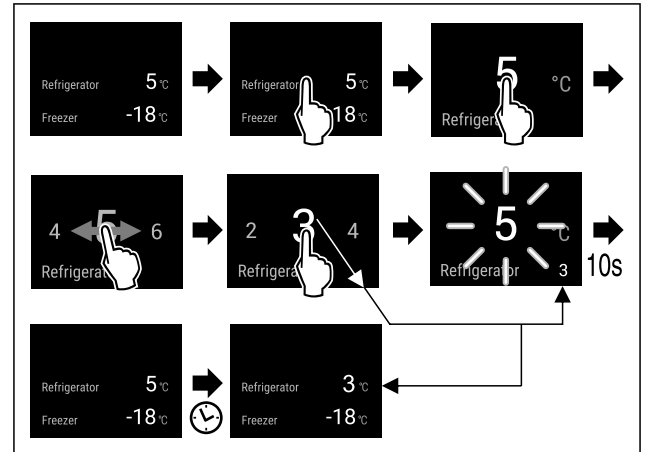 Refrigerator 5 °C
Freezer -18 °C
Refrigerator 5 °C
Freezer 18 °C
5 °C
Refriger
4 5 6
Refrigerat
2 3 4
Refrigera
5 °C
Refrigerator 3
10s
Refrigerator 5 °C
Freezer -18 °C
Refrigerator 3 °C
Freezer -18 °C